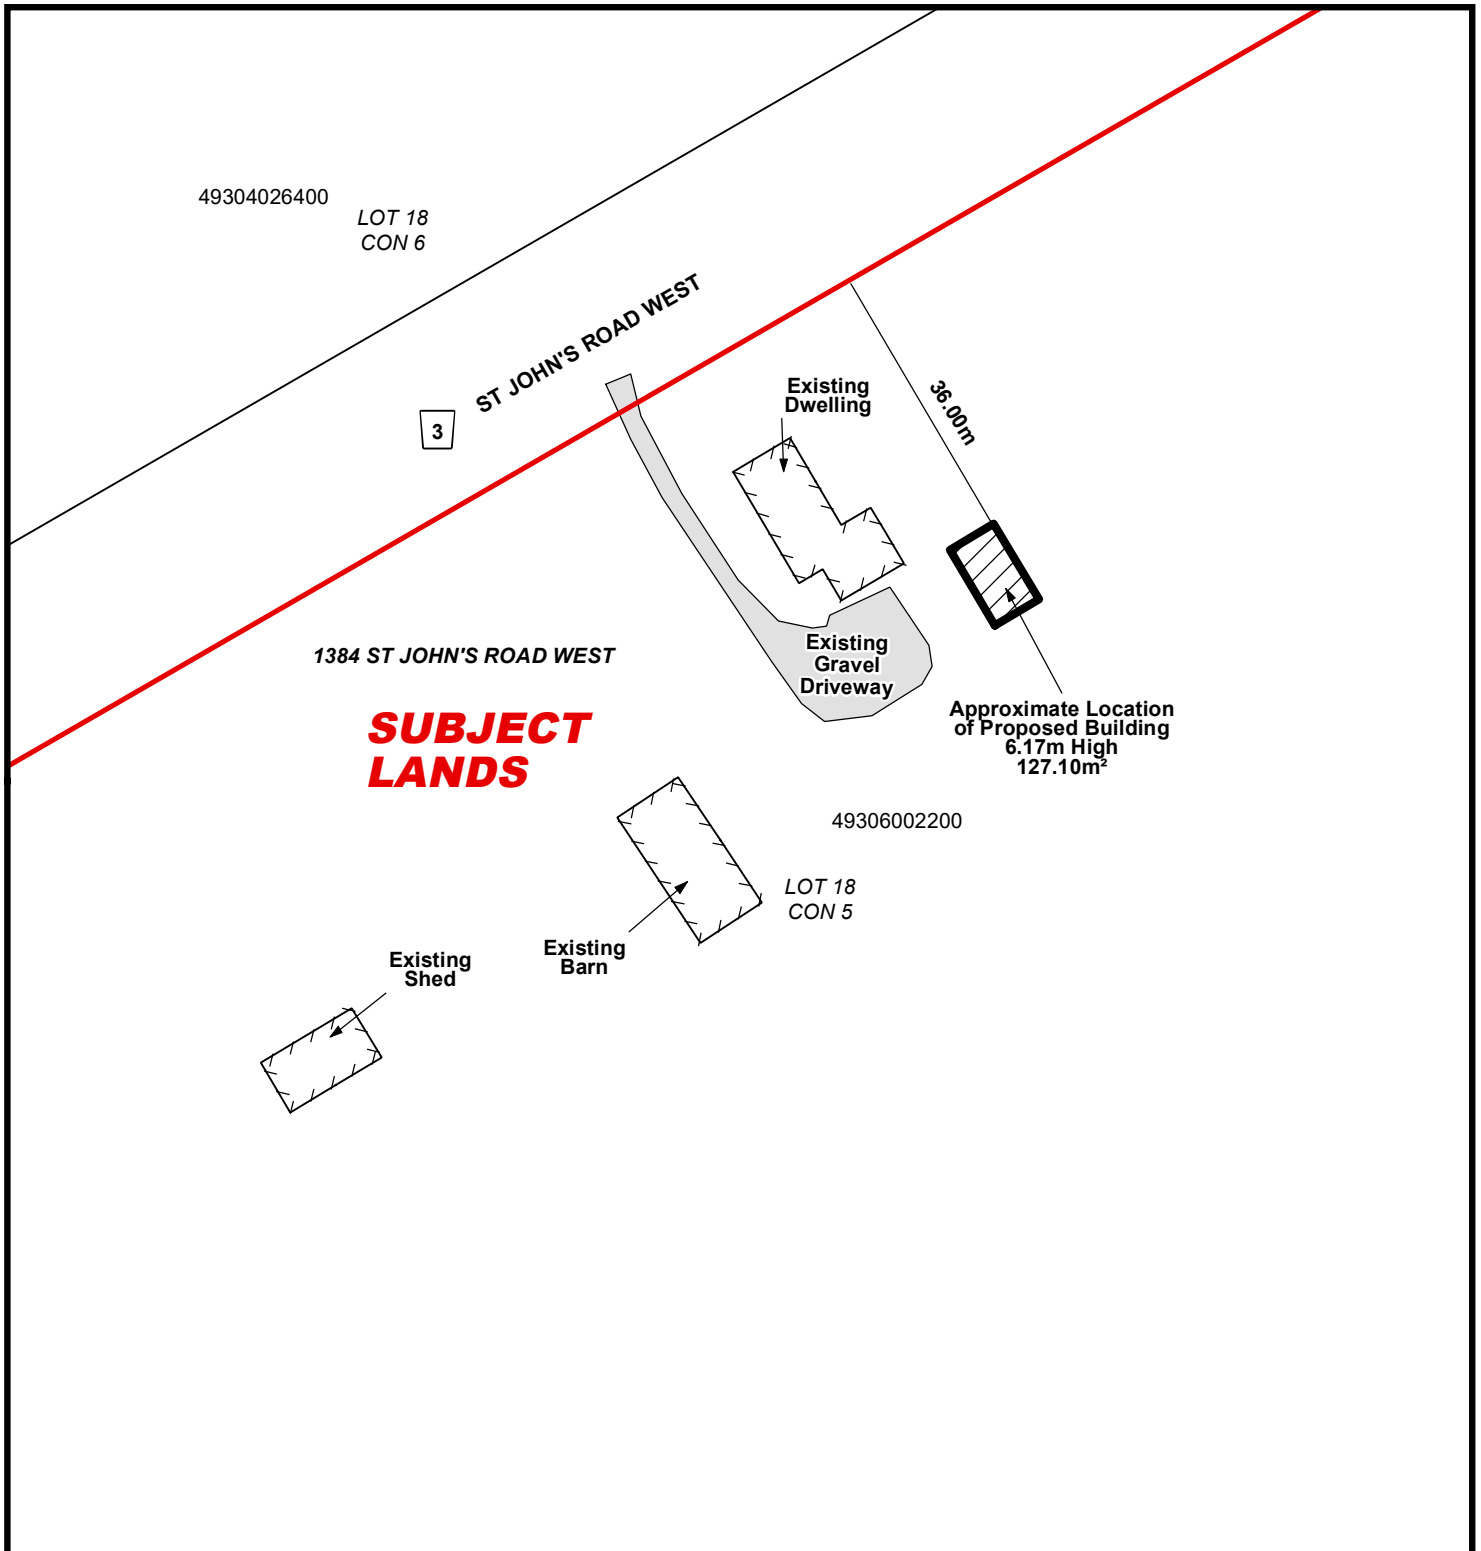 49304026400
LOT 18
CON 6
ST JOHN'S ROAD WEST
3
Existing
Dwelling
36.00m
Existing
Gravel
Driveway
1384 ST JOHN'S ROAD WEST
SUBJECT
LANDS
Approximate Location
of Proposed Building
6.17m High
127.10m²
49306002200
LOT 18
CON 5
Existing
Barn
Existing
Shed